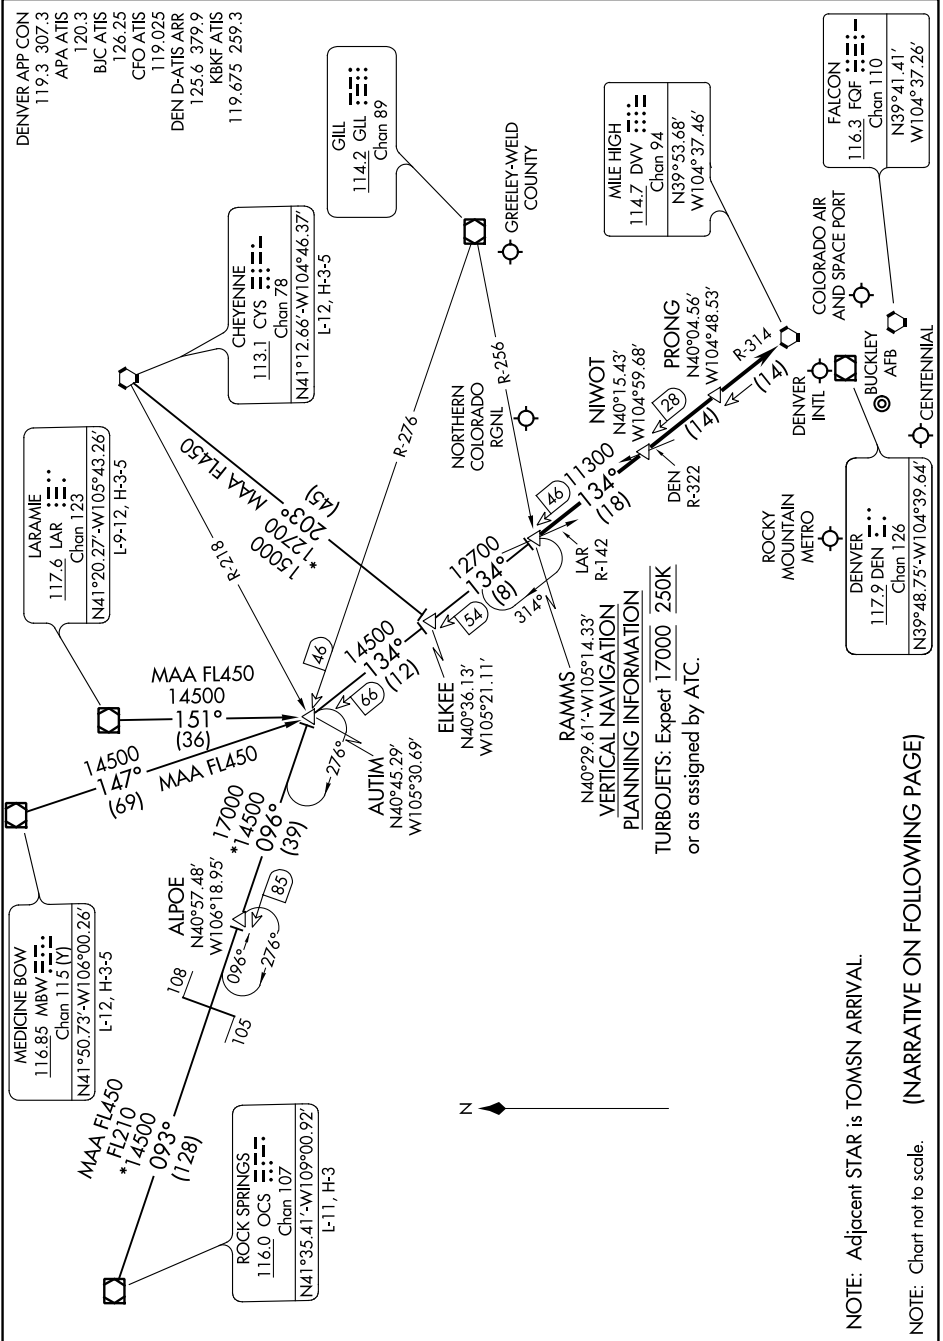 DENVER APP CON
119.3 307.3
APA ATIS
120.3
BJC ATIS
126.25
CFO ATIS
119.025
DEN D-ATIS ARR
125.6 379.9
KBKF ATIS
119.675 259.3
GILL
114.2 GLL
Chan 89
CHEYENNE
113.1 CYS
Chan 78
N41°12.66'-W104°46.37'
L-12, H-3-5
LARAMIE
117.6 LAR
Chan 123
N41°20.27'-W105°43.26'
L-9-12, H-3-5
MEDICINE BOW
116.85 MBW
Chan 115 (Y)
N41°50.73'-W106°00.26'
L-12, H-3-5
ROCK SPRINGS
116.0 OCS
Chan 107
N41°35.41'-W109°00.92'
L-11, H-3
MAA FL450
FL210
*14500
093°
(128)
108
105
ALPOE
N40°57.48'
W106°18.95'
096°
276°
85
17000
*14500
096°
(39)
14500
147°
(69)
MAA FL450
MAA FL450
14500
151°
(36)
R-218
MAA FL450
15000
*12700
203°
(45)
R-276
46
66
276°
AUTIM
N40°45.29'
W105°30.69'
14500
134°
(12)
ELKEE
N40°36.13'
W105°21.11'
54
12700
134°
(8)
314°
RAMMS
N40°29.61'-W105°14.33'
LAR
R-142
46
R-256
GREELEY-WELD
COUNTY
NORTHERN
COLORADO
RGNL
11300
134°
(18)
NIWOT
N40°15.43'
W104°59.68'
DEN
R-322
28
(14)
PRONG
N40°04.56'
W104°48.53'
(14)
R-314
MILE HIGH
114.7 DVV
Chan 94
N39°53.68'
W104°37.46'
FALCON
116.3 FQF
Chan 110
N39°41.41'
W104°37.26'
COLORADO AIR
AND SPACE PORT
DENVER
INTL
BUCKLEY
AFB
CENTENNIAL
ROCKY
MOUNTAIN
METRO
DENVER
117.9 DEN
Chan 126
N39°48.75'-W104°39.64'
VERTICAL NAVIGATION
PLANNING INFORMATION
TURBOJETS: Expect 17000 250K
or as assigned by ATC.
N
NOTE: Adjacent STAR is TOMSN ARRIVAL.
NOTE: Chart not to scale.
(NARRATIVE ON FOLLOWING PAGE)